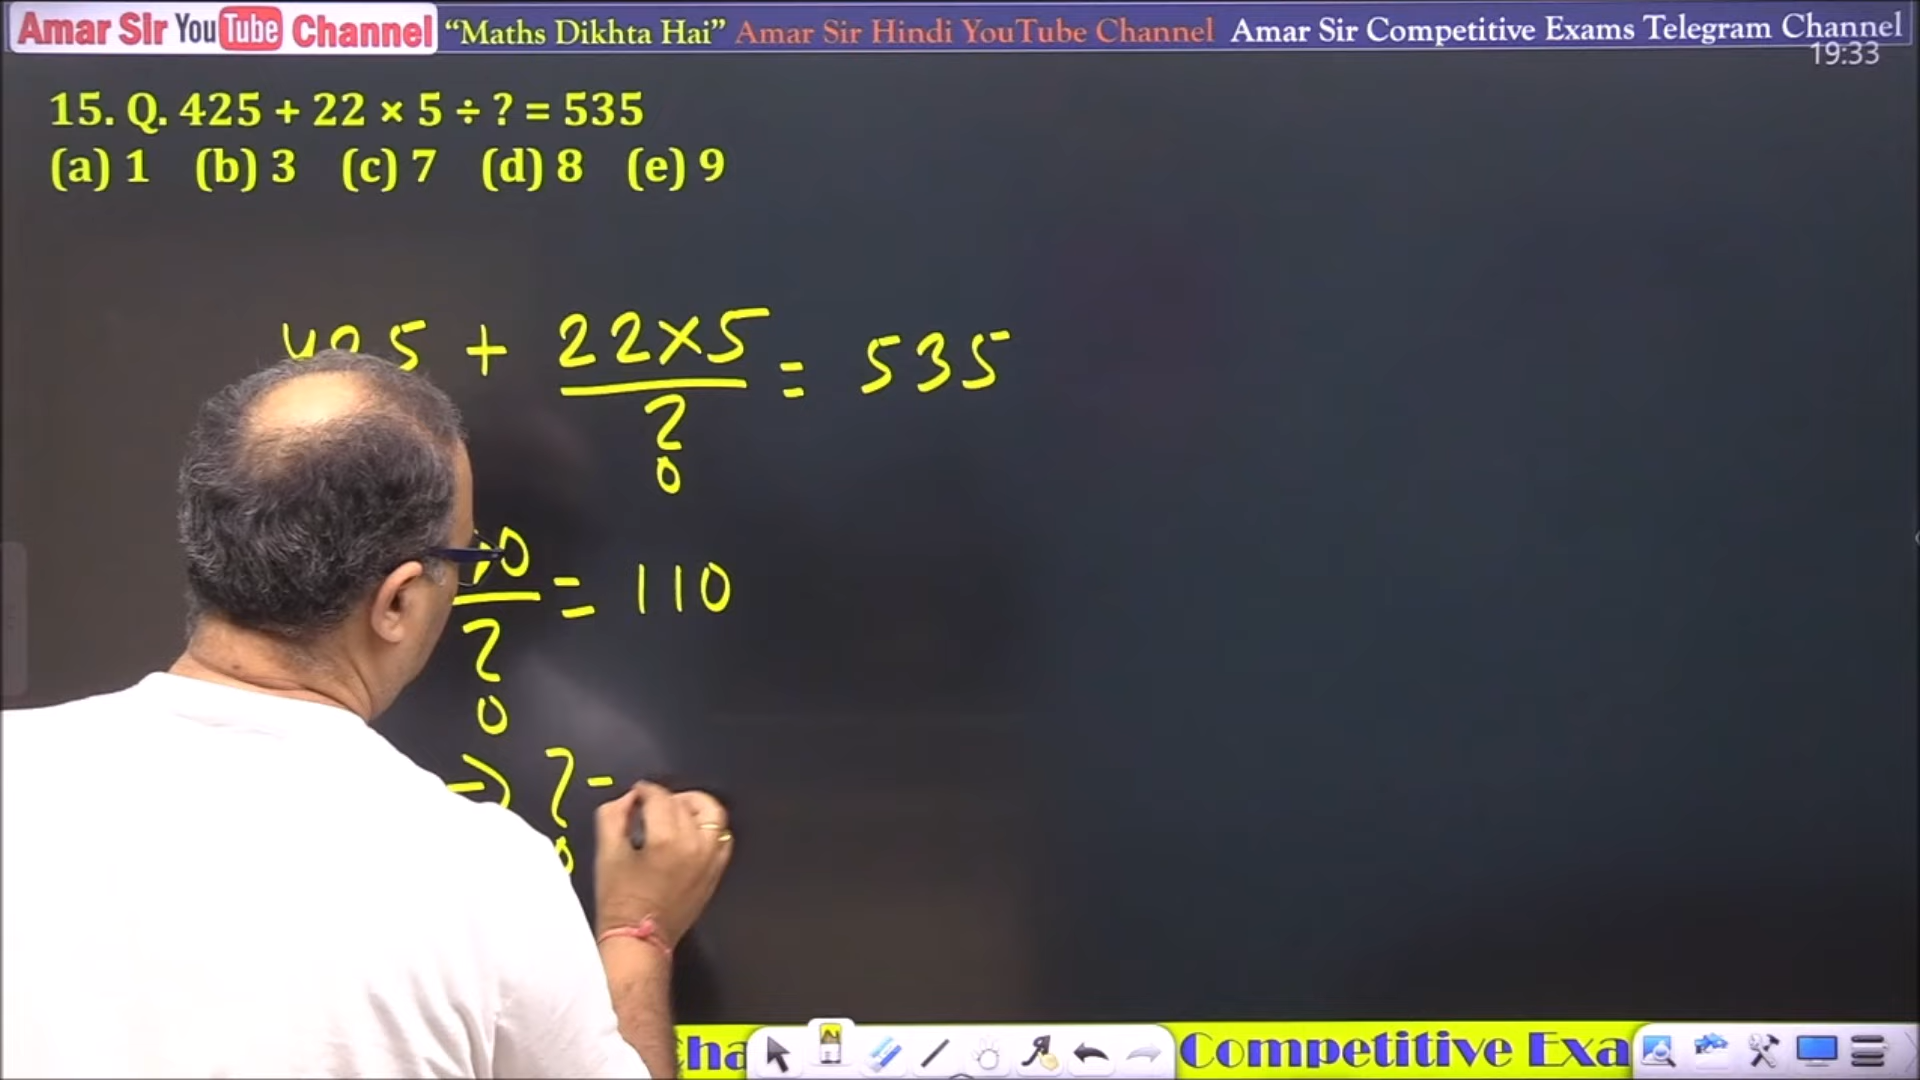 Amar Sir YouTube Channel "Maths Dikhta Hai" Amar Sir Hindi YouTube Channel Amar Sir Competitive Exams Telegram Channel
19:33
15. Q. 425 + 22 × 5 ÷ ? = 535
(a) 1 (b) 3 (c) 7 (d) 8 (e) 9
425 + 22×5 = 535
?
= 110
?
→ ? =
Competitive Exa